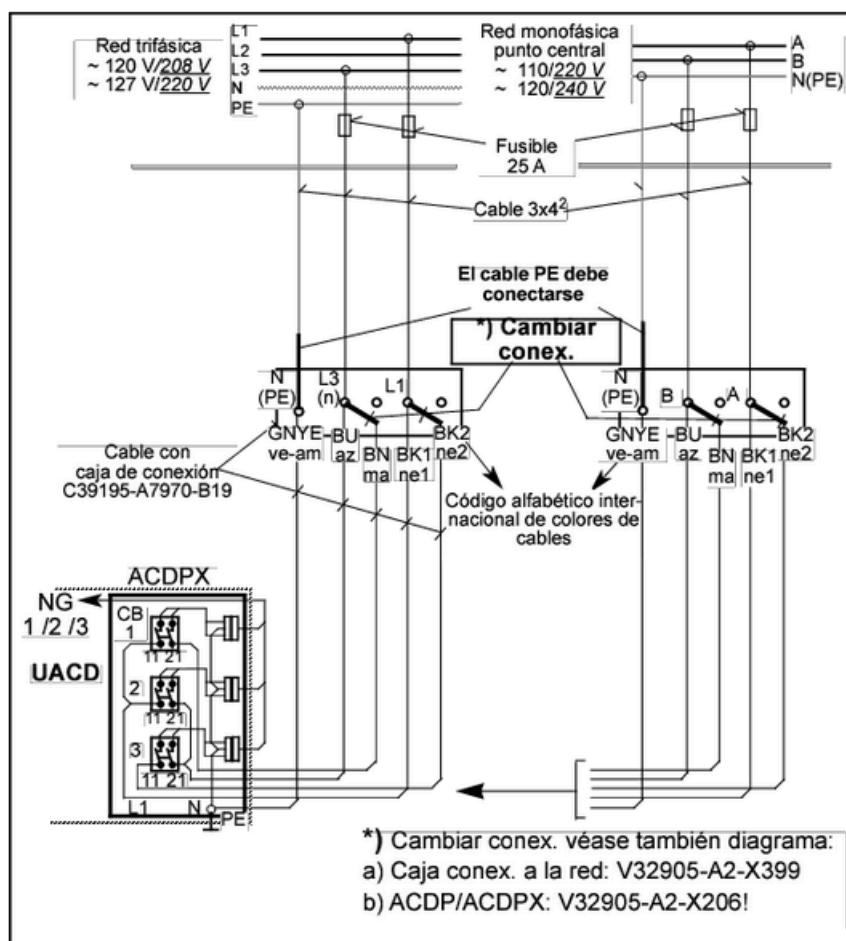 Red trifásica
~ 120 V/208 V
~ 127 V/220 V
L1
L2
L3
N
PE
Red monofásica
punto central
~ 110/220 V
~ 120/240 V
A
B
N(PE)
Fusible
25 A
Cable 3x4²
El cable PE debe
conectarse
*) Cambiar
conex.
N
(PE)
L3
(n)
L1
N
(PE)
B
A
GNYE
ve-am
BU
az
BN
ma
BK1
ne1
BK2
ne2
GNYE
ve-am
BU
az
BN
ma
BK1
ne1
BK2
ne2
Cable con
caja de conexión
C39195-A7970-B19
Código alfabético inter-
nacional de colores de
cables
ACDPX
NG
1 /2 /3
UACD
CB
1
11 21
2
11 21
3
11 21
L1
N
PE
*) Cambiar conex. véase también diagrama:
a) Caja conex. a la red: V32905-A2-X399
b) ACDP/ACDPX: V32905-A2-X206!